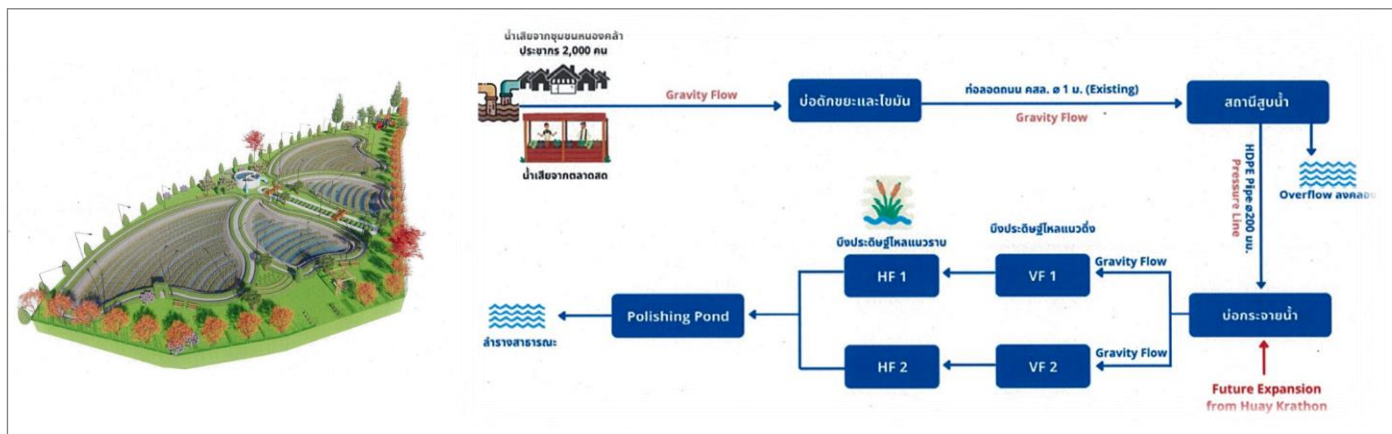 น้ำเสียจากชุมชนหนองคล้า
ประชากร 2,000 คน
Gravity Flow
น้ำเสียจากตลาดสด
บ่อดักขยะและไขมัน
ท่อลอดถนน คสล. ø 1 ม. (Existing)
Gravity Flow
สถานีสูบน้ำ
HDPE Pipe ø200 มม.
Pressure Line
Overflow ลงคลอง
บึงประดิษฐ์ไหลแนวราบ
บึงประดิษฐ์ไหลแนวดิ่ง
HF 1
VF 1
Gravity Flow
บ่อกระจายน้ำ
Polishing Pond
ลำรางสาธารณะ
HF 2
VF 2
Gravity Flow
Future Expansion
from Huay Krathon